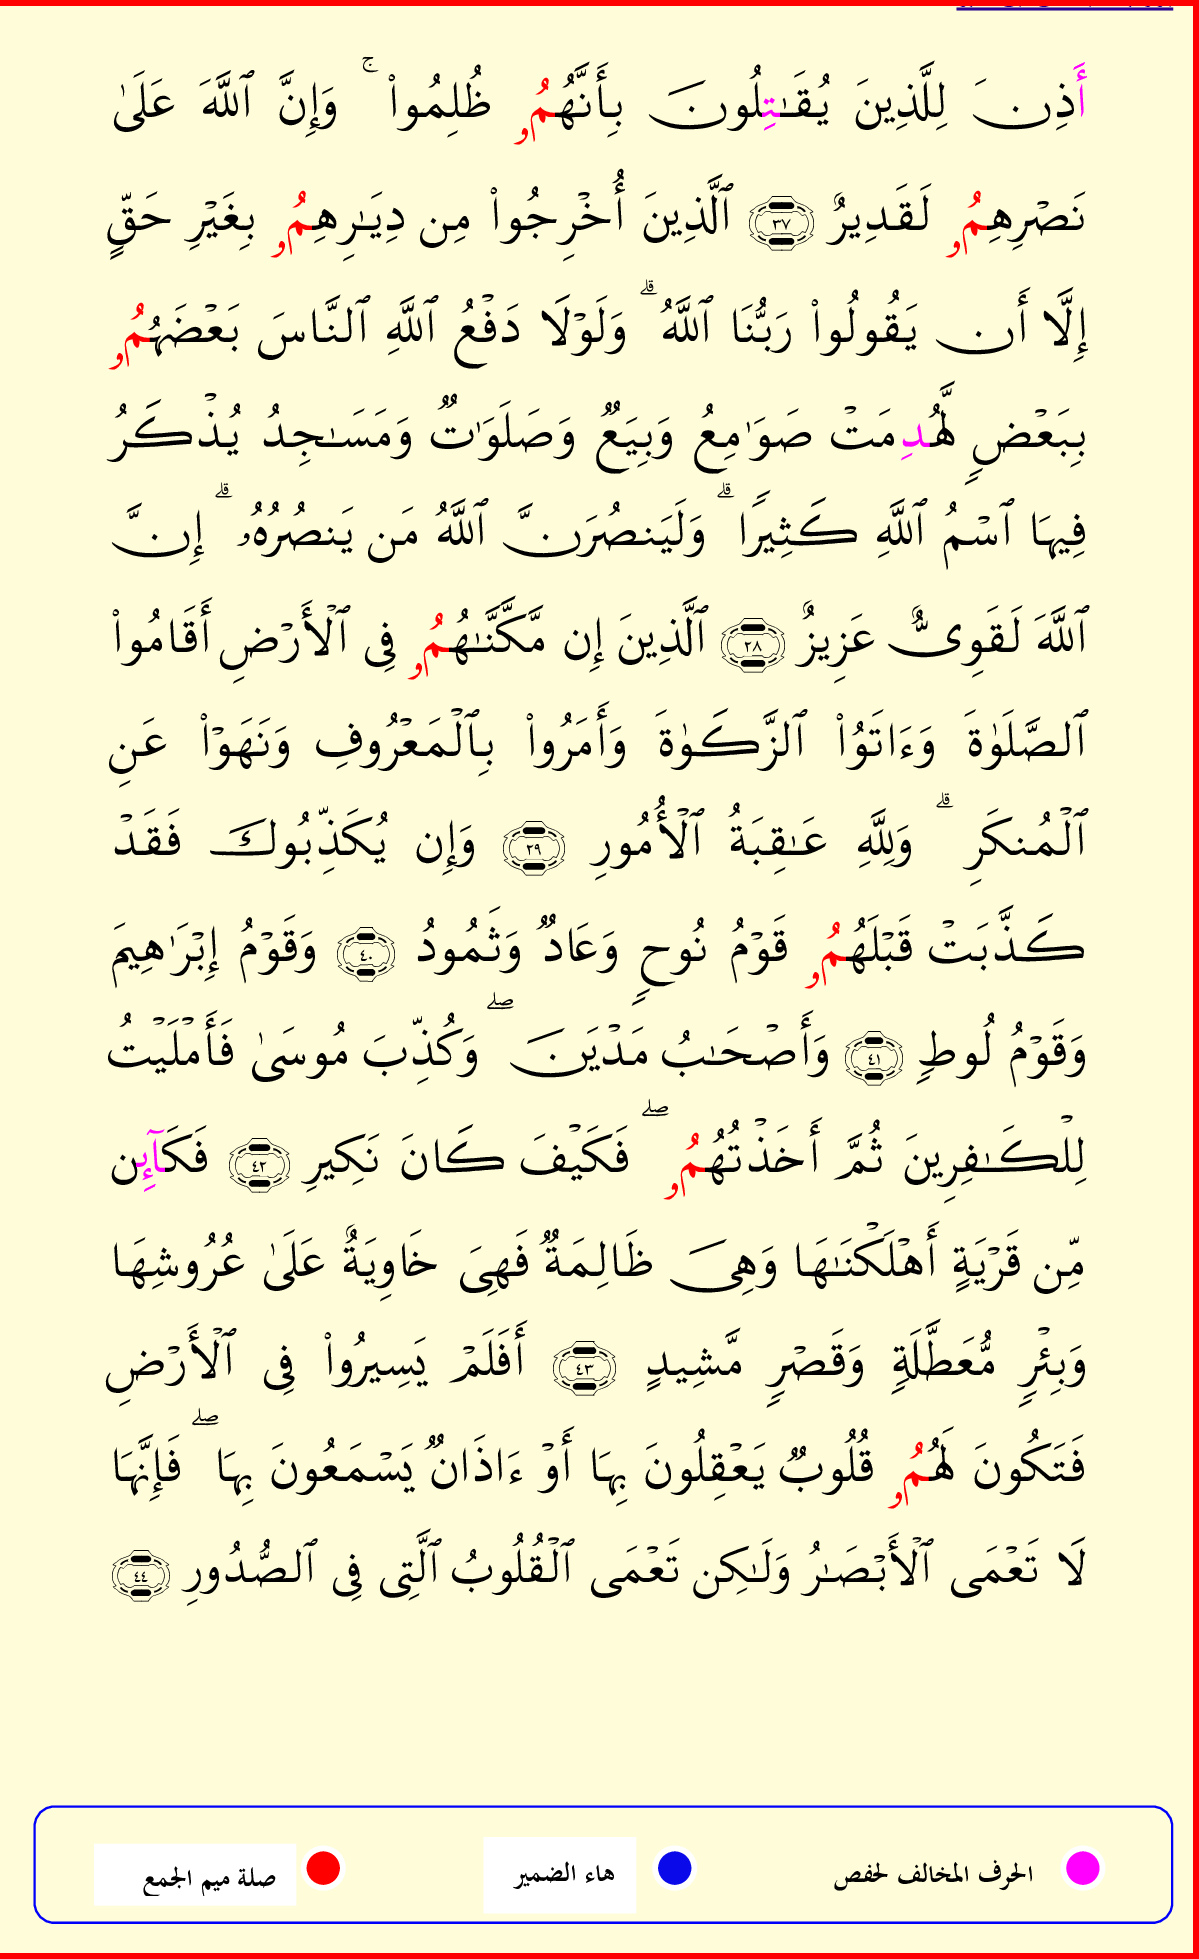 أَذِنَ لِلَّذِينَ يُقَـٰتِلُونَ بِأَنَّهُمُۥ ظُلِمُوا۟ ۚ وَإِنَّ ٱللَّهَ عَلَىٰ
نَصْرِهِمُۥ لَقَدِيرٌ ٣٧ ٱلَّذِينَ أُخْرِجُوا۟ مِن دِيَـٰرِهِمُۥ بِغَيْرِ حَقٍّ
إِلَّا أَن يَقُولُوا۟ رَبُّنَا ٱللَّهُ ۗ وَلَوْلَا دَفْعُ ٱللَّهِ ٱلنَّاسَ بَعْضَهُمُۥ
بِبَعْضٍ لَّهُدِمَتْ صَوَٰمِعُ وَبِيَعٌ وَصَلَوَٰتٌ وَمَسَـٰجِدُ يُذْكَرُ
فِيهَا ٱسْمُ ٱللَّهِ كَثِيرًا ۗ وَلَيَنصُرَنَّ ٱللَّهُ مَن يَنصُرُهُۥ ۗ إِنَّ
ٱللَّهَ لَقَوِىٌّ عَزِيزٌ ٢٨ ٱلَّذِينَ إِن مَّكَّنَّـٰهُمُۥ فِى ٱلْأَرْضِ أَقَامُوا۟
ٱلصَّلَوٰةَ وَءَاتَوُا۟ ٱلزَّكَوٰةَ وَأَمَرُوا۟ بِٱلْمَعْرُوفِ وَنَهَوْا۟ عَنِ
ٱلْمُنكَرِ ۗ وَلِلَّهِ عَـٰقِبَةُ ٱلْأُمُورِ ٢٩ وَإِن يُكَذِّبُوكَ فَقَدْ
كَذَّبَتْ قَبْلَهُمُۥ قَوْمُ نُوحٍ وَعَادٌ وَثَمُودُ ٤٠ وَقَوْمُ إِبْرَٰهِيمَ
وَقَوْمُ لُوطٍ ٤١ وَأَصْحَـٰبُ مَدْيَنَ ۖ وَكُذِّبَ مُوسَىٰ فَأَمْلَيْتُ
لِلْكَـٰفِرِينَ ثُمَّ أَخَذْتُهُمُۥ ۖ فَكَيْفَ كَانَ نَكِيرِ ٤٢ فَكَآئِن
مِّن قَرْيَةٍ أَهْلَكْنَـٰهَا وَهِىَ ظَالِمَةٌ فَهِىَ خَاوِيَةٌ عَلَىٰ عُرُوشِهَا
وَبِئْرٍ مُّعَطَّلَةٍ وَقَصْرٍ مَّشِيدٍ ٤٣ أَفَلَمْ يَسِيرُوا۟ فِى ٱلْأَرْضِ
فَتَكُونَ لَهُمُۥ قُلُوبٌ يَعْقِلُونَ بِهَا أَوْ ءَاذَانٌ يَسْمَعُونَ بِهَا ۖ فَإِنَّهَا
لَا تَعْمَى ٱلْأَبْصَـٰرُ وَلَـٰكِن تَعْمَى ٱلْقُلُوبُ ٱلَّتِى فِى ٱلصُّدُورِ ٤٤
الحرف المخالف لحفص هاء الضمير صلة ميم الجمع